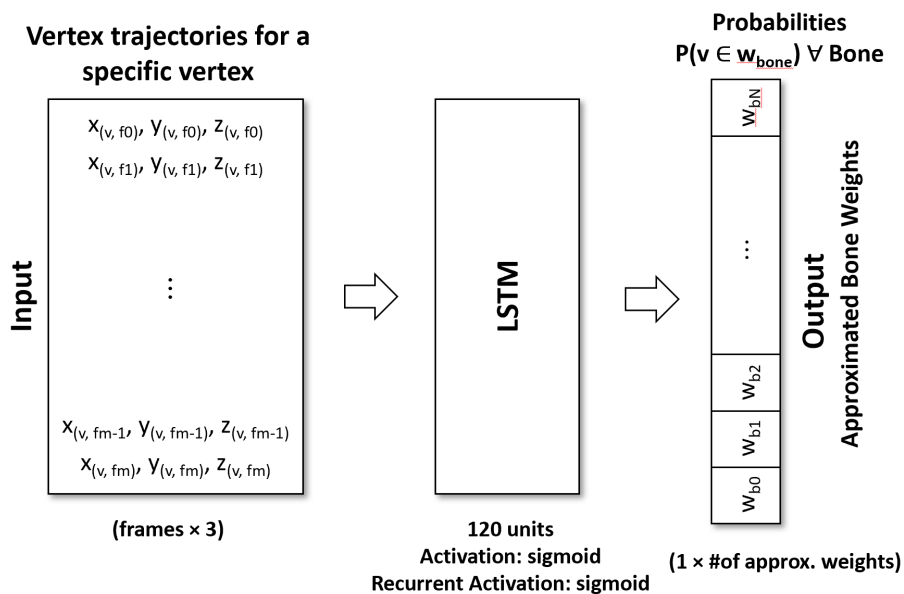 Vertex trajectories for a
specific vertex
x(v, f0), y(v, f0), z(v, f0)
x(v, f1), y(v, f1), z(v, f1)
⋮
x(v, fm-1, y(v, fm-1), z(v, fm-1)
x(v, fm), y(v, fm), z(v, fm)
Input
(frames × 3)
LSTM
120 units
Activation: sigmoid
Recurrent Activation: sigmoid
Probabilities
P(v ∈ wbone) ∀ Bone
wbN
⋮
wb2
wb1
wb0
Output
Approximated Bone Weights
(1 × #of approx. weights)